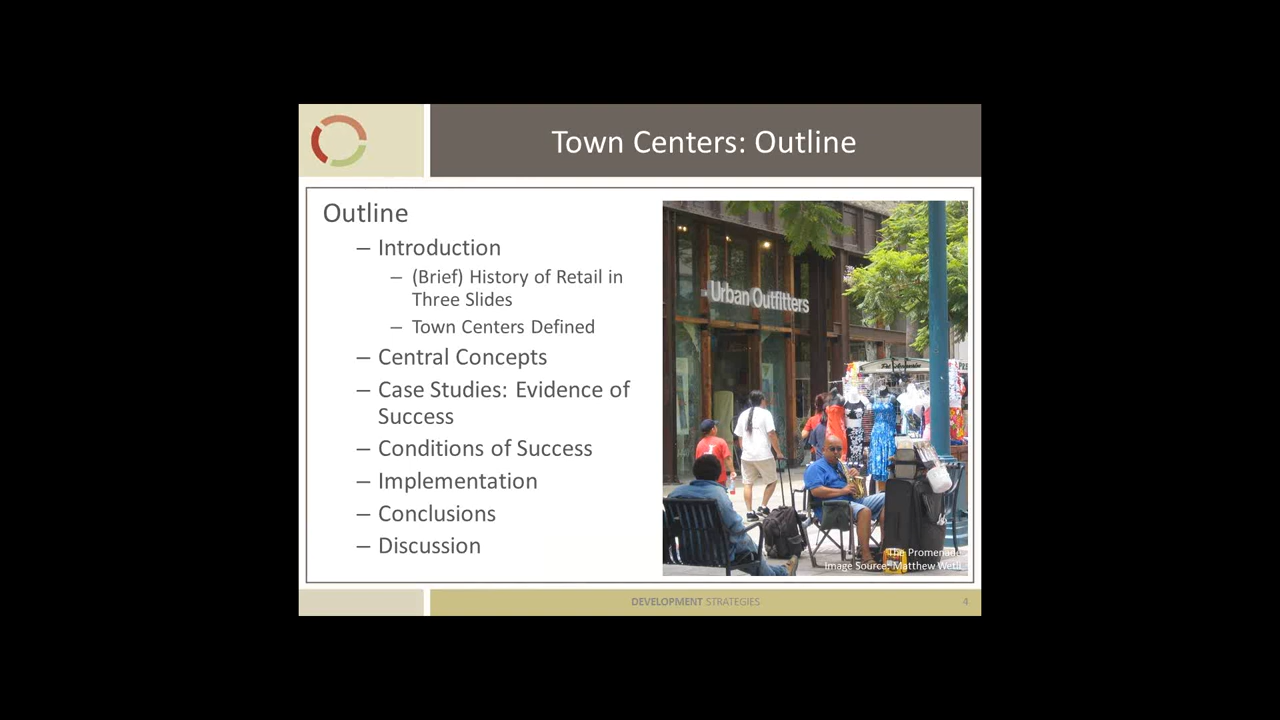 Town Centers: Outline
Outline
– Introduction
– (Brief) History of Retail in
Three Slides
– Town Centers Defined
– Central Concepts
– Case Studies: Evidence of
Success
– Conditions of Success
– Implementation
– Conclusions
– Discussion
Urban Outfitters
The Promenade
Image Source: Matthew
DEVELOPMENT STRATEGIES
4